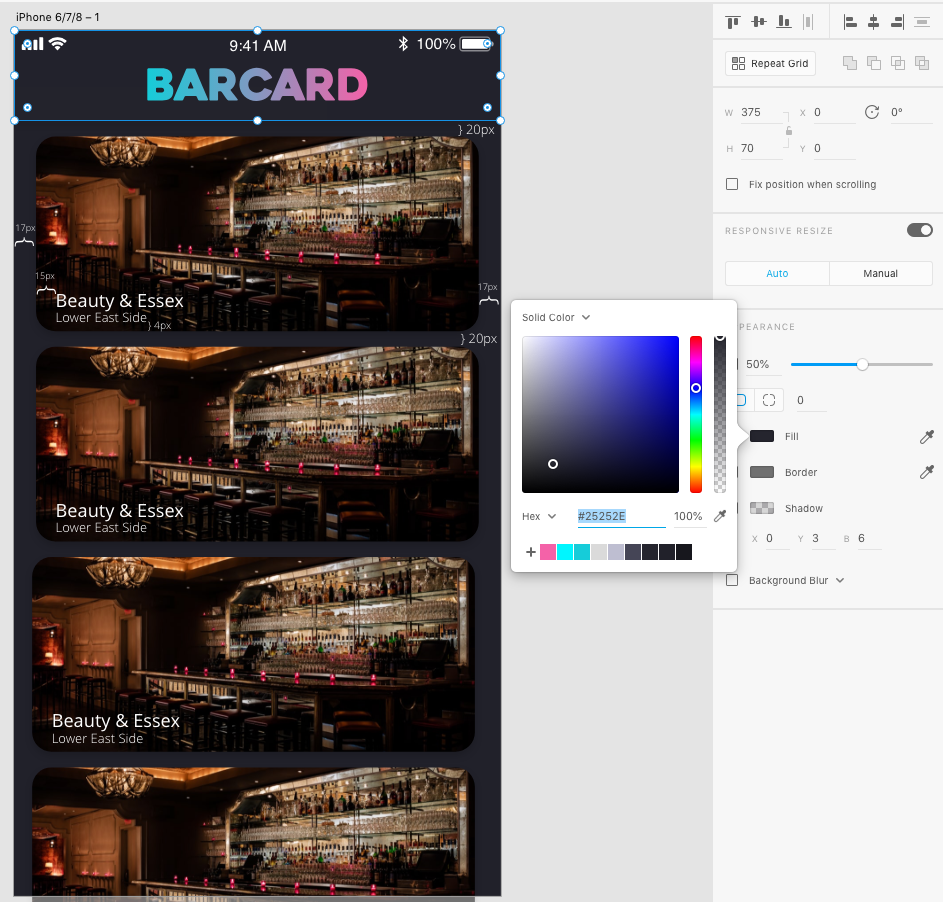 iPhone 6/7/8 – 1
9:41 AM
100%
BARCARD
} 20px
17px
15px
17px
Beauty & Essex
Lower East Side
} 4px
} 20px
Beauty & Essex
Lower East Side
Beauty & Essex
Lower East Side
Solid Color
Hex
#25252E
100%
+
Repeat Grid
W 375
X 0
0°
H 70
Y 0
Fix position when scrolling
RESPONSIVE RESIZE
Auto
Manual
PEARANCE
50%
0
Fill
Border
Shadow
X 0
Y 3
B 6
Background Blur